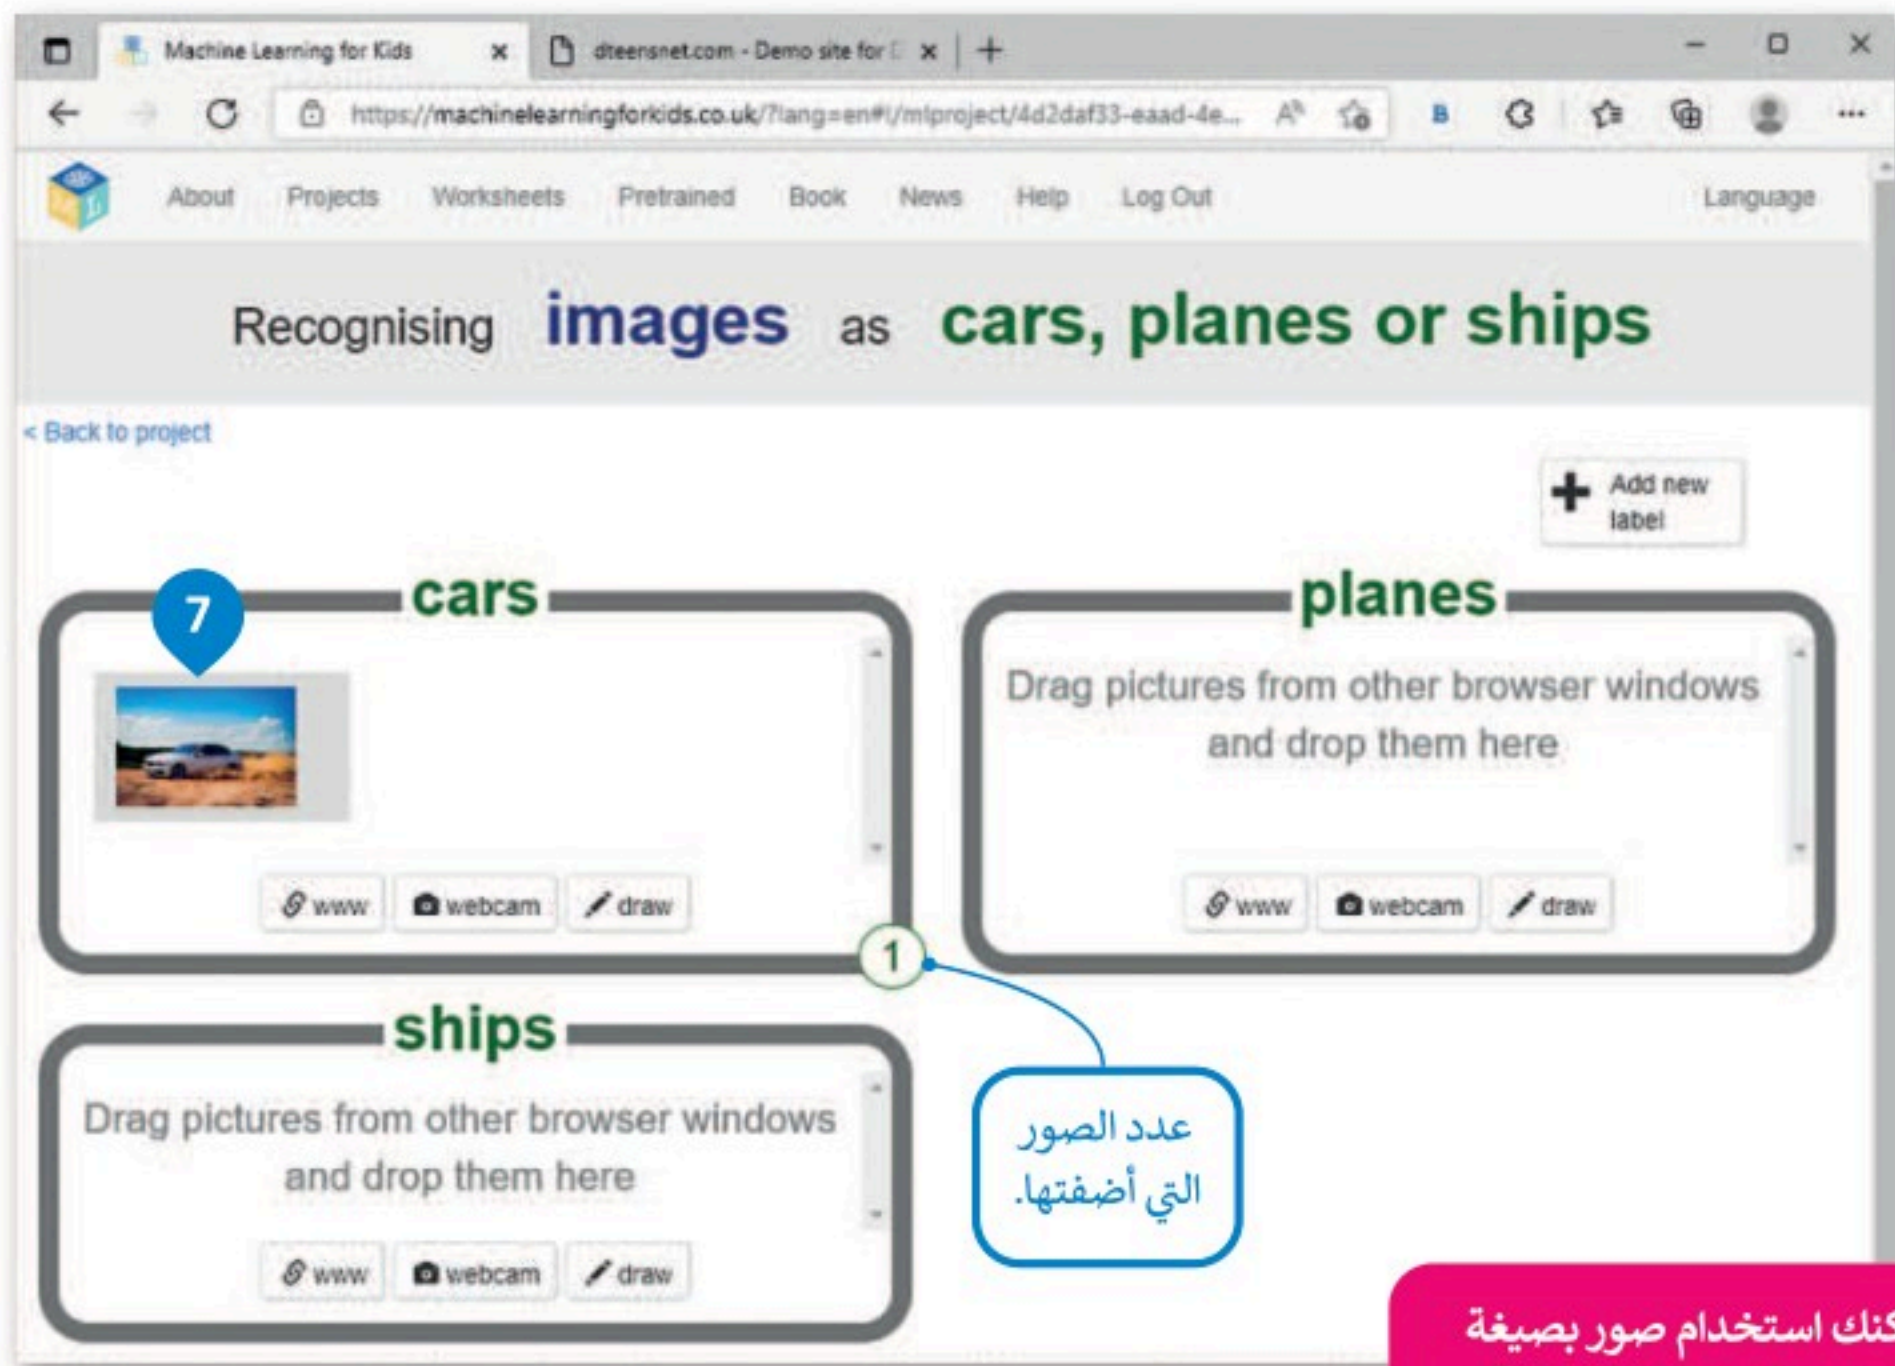 Machine Learning for Kids
dteensnet.com - Demo site for
https://machinelearningforkids.co.uk/?lang=en#!/mlproject/4d2daf33-eaad-4e...
About Projects Worksheets Pretrained Book News Help Log Out Language
Recognising images as cars, planes or ships
< Back to project
Add new
label
cars
7
www webcam draw
1
planes
Drag pictures from other browser windows
and drop them here
www webcam draw
ships
Drag pictures from other browser windows
and drop them here
www webcam draw
عدد الصور
التي أضفتها.
استخدام صور بصيغة